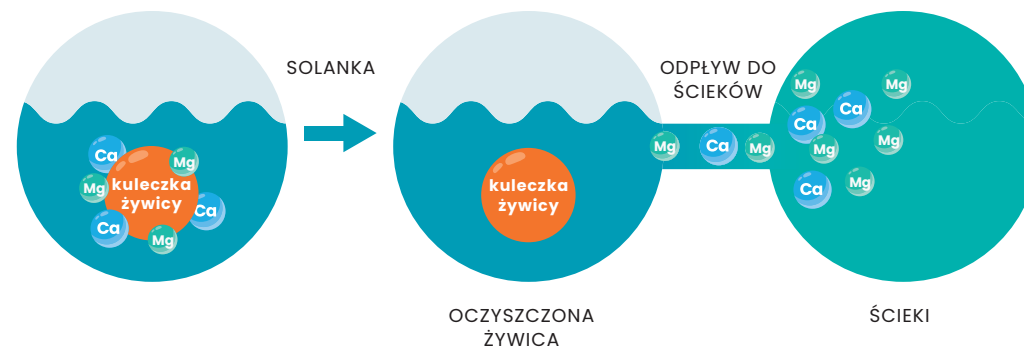 SOLANKA
Ca
Mg
Mg
kuleczka
żywicy
Ca
Ca
Mg
kuleczka
żywicy
OCZYSZCZONA
ŻYWICA
ODPŁYW DO
ŚCIEKÓW
Mg
Ca
Mg
Mg
Mg
Ca
Ca
Mg
Mg
Ca
Mg
ŚCIEKI